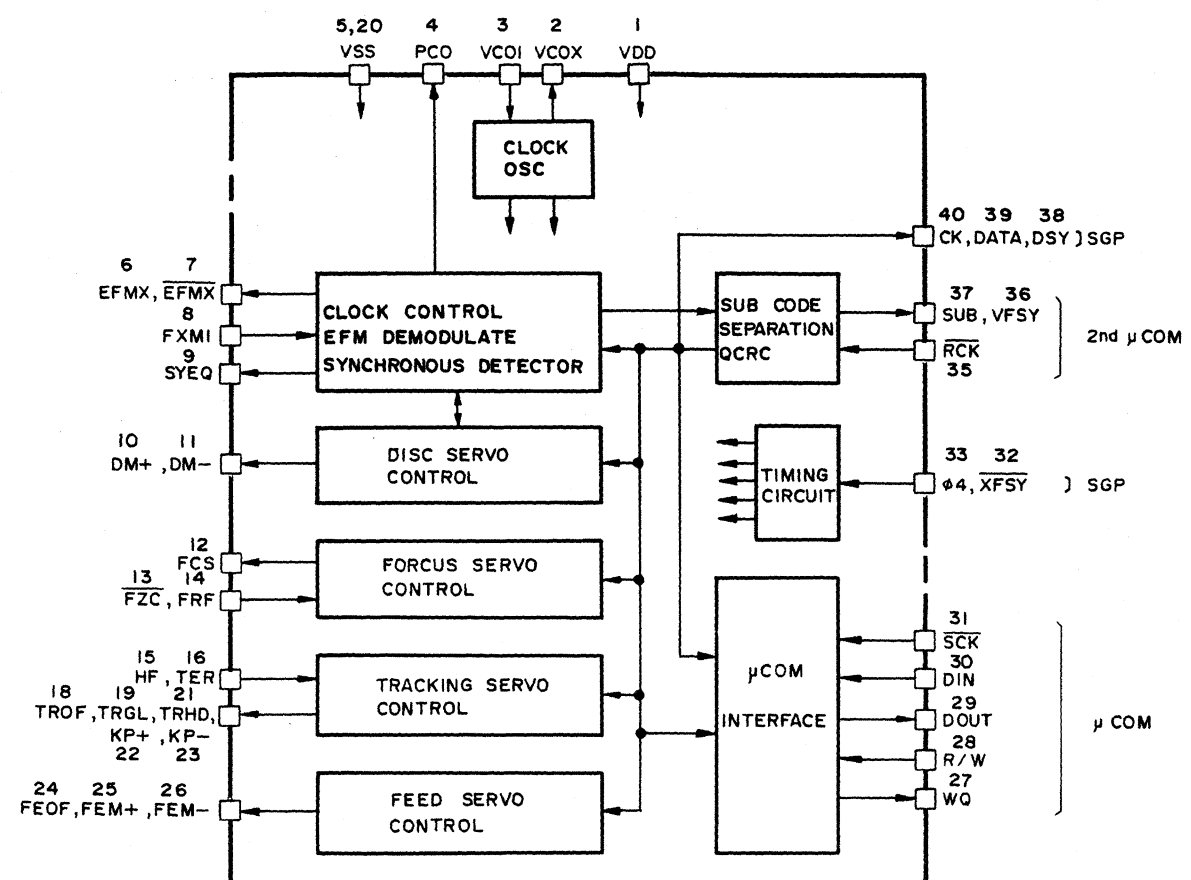 5,20 4 3 2 1
VSS PCO VCOI VCOX VDD
CLOCK
OSC
40 39 38
CK, DATA, DSY ) SGP
6 7
EFMX, EFMX
8
FXMI
9
SYEQ
CLOCK CONTROL
EFM DEMODULATE
SYNCHRONOUS DETECTOR
SUB CODE
SEPARATION
QCRC
37 36
SUB, VFSY
RCK
35
2nd μCOM
10 11
DM+ ,DM−
DISC SERVO
CONTROL
TIMING
CIRCUIT
33 32
φ4, XFSY ) SGP
12
FCS
13 14
FZC, FRF
FORCUS SERVO
CONTROL
15 16
HF, TER
18 19 21
TROF, TRGL, TRHD,
KP+ ,KP−
22 23
TRACKING SERVO
CONTROL
24 25 26
FEOF, FEM+ ,FEM−
FEED SERVO
CONTROL
μCOM
INTERFACE
31
SCK
30
DIN
29
DOUT
28
R/W
27
WQ
μ COM